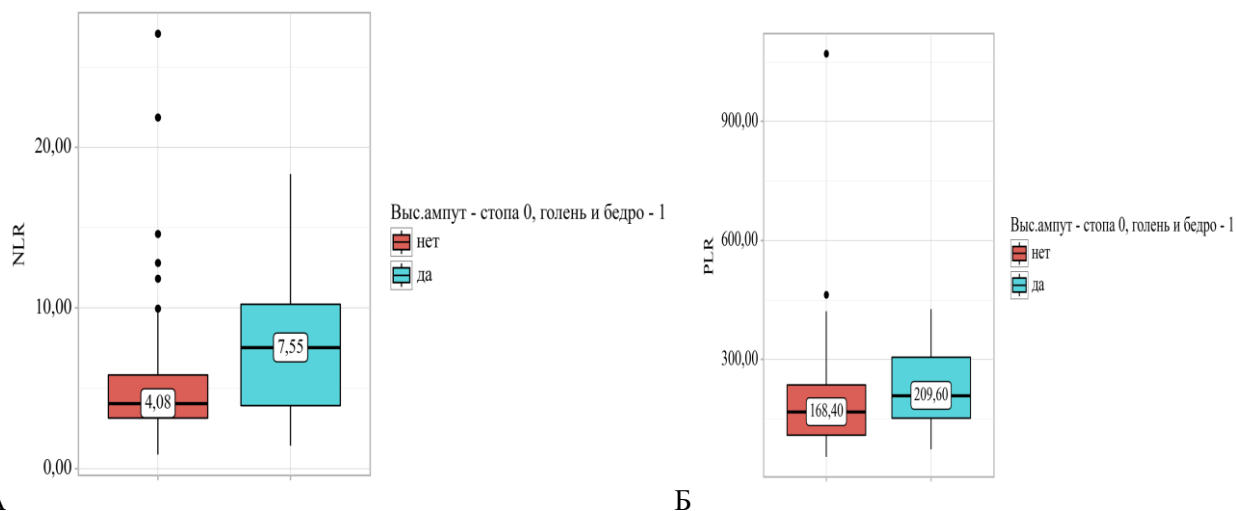 NLR
20,00
10,00
0,00
4,08
7,55
Выс.ампут - стопа 0, голень и бедро - 1
нет
да
PLR
900,00
600,00
300,00
168,40
209,60
Выс.ампут - стопа 0, голень и бедро - 1
нет
да
Б